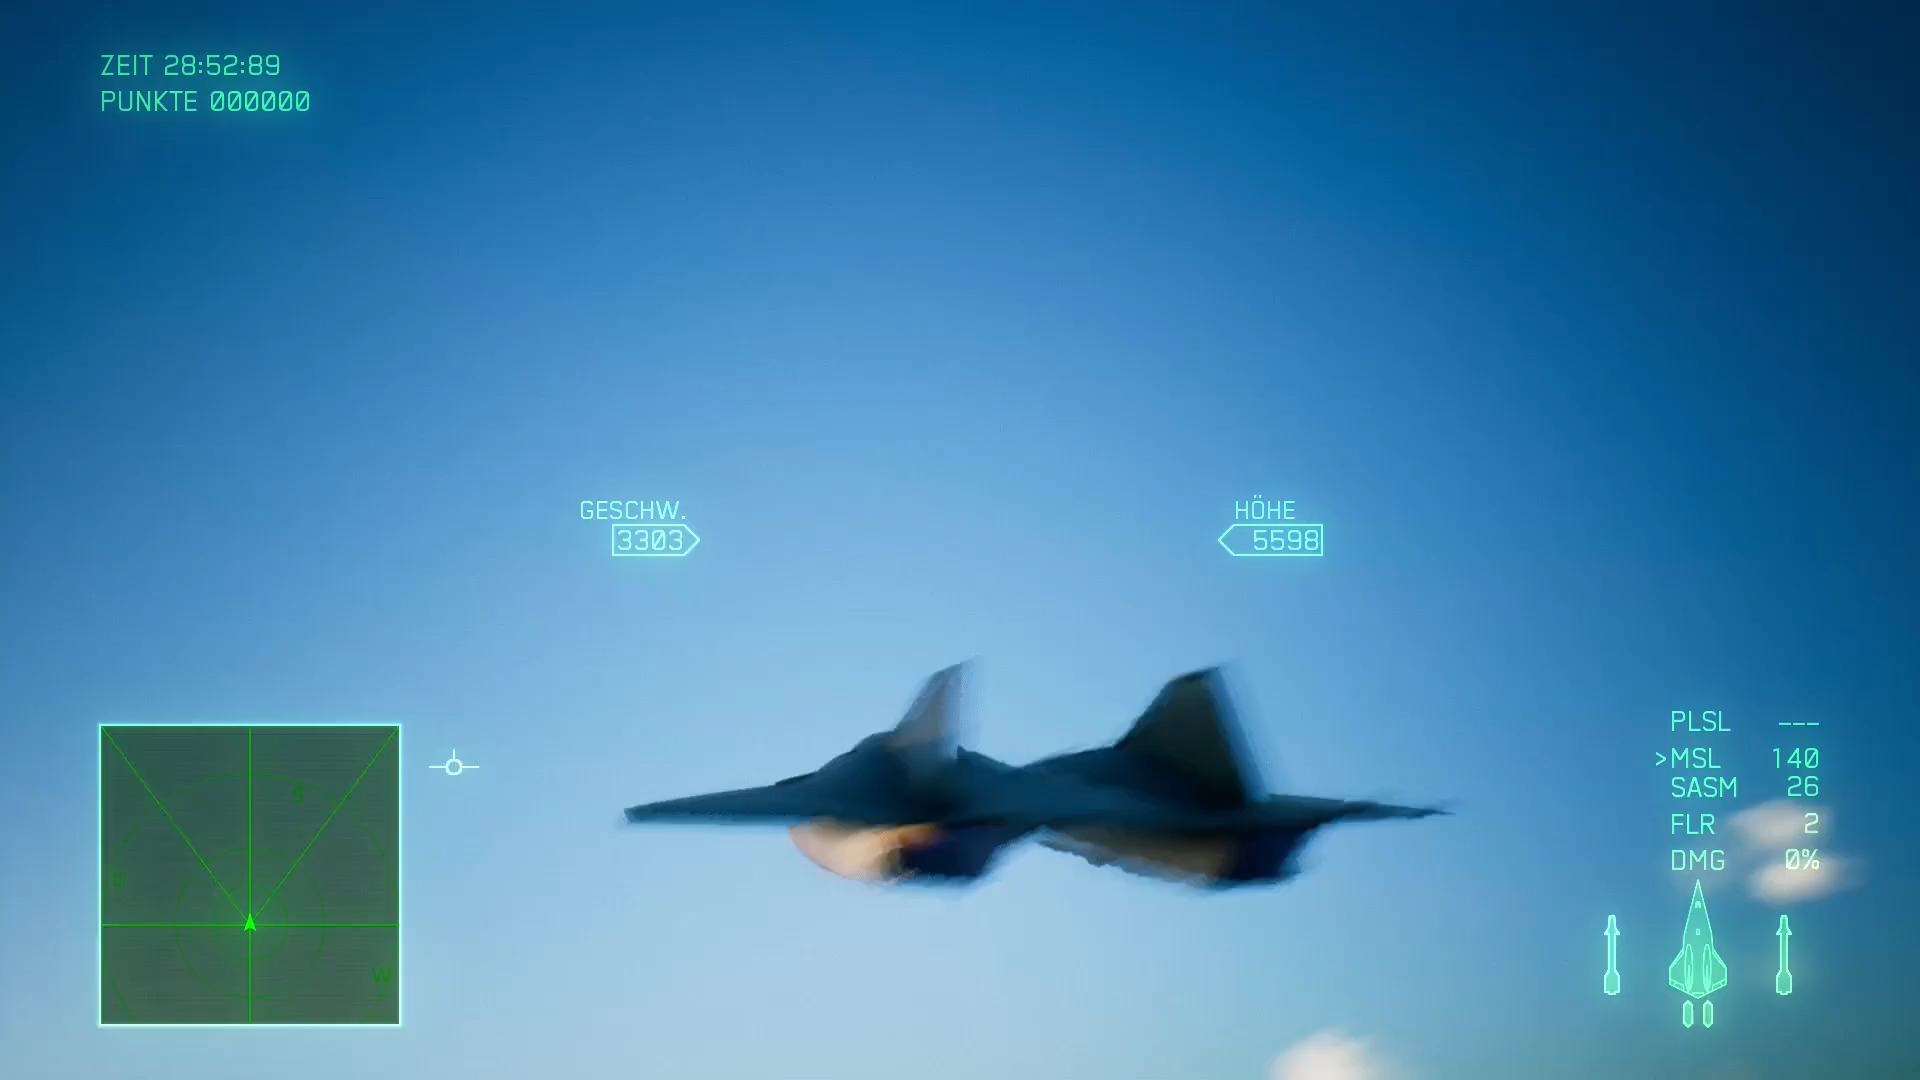 ZEIT 28:52:89
PUNKTE 000000
GESCHW.
3303
HÖHE
5598
PLSL ---
>MSL 140
SASM 26
FLR 2
DMG 0%
S
W